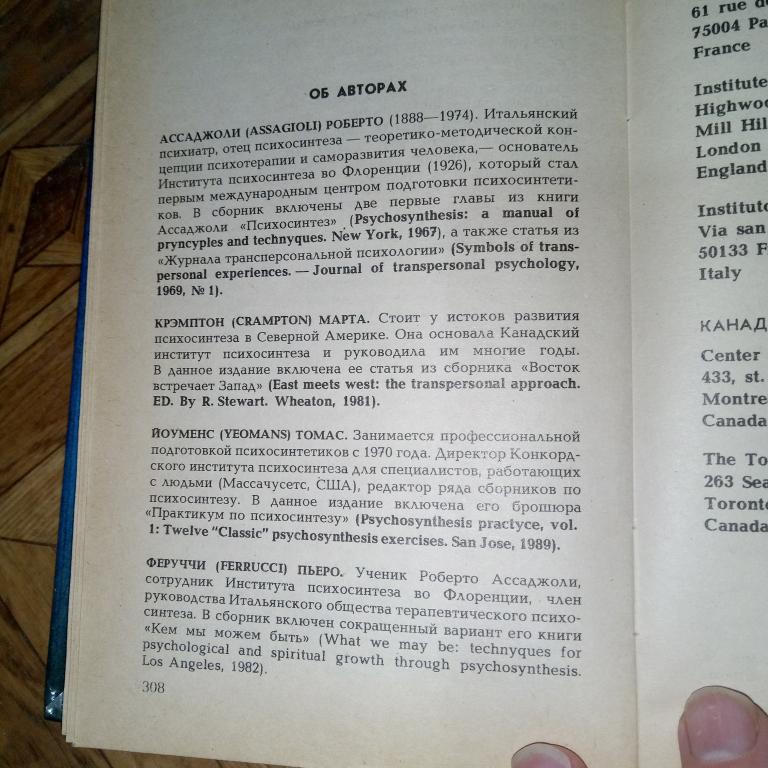 ОБ АВТОРАХ
АССАДЖОЛИ (ASSAGIOLI) РОБЕРТО (1888—1974). Итальянский
психиатр, отец психосинтеза — теоретико-методической кон-
цепции психотерапии и саморазвития человека,— основатель
Института психосинтеза во Флоренции (1926), который стал
первым международным центром подготовки психосинтети-
ков. В сборник включены две первые главы из книги
Ассаджоли «Психосинтез» (Psychosynthesis: a manual of
pryncyples and technyques. New York, 1967), а также статья из
«Журнала трансперсональной психологии» (Symbols of trans-
personal experiences. — Journal of transpersonal psychology,
1969, № 1).
КРЭМПТОН (CRAMPTON) МАРТА. Стоит у истоков развития
психосинтеза в Северной Америке. Она основала Канадский
институт психосинтеза и руководила им многие годы.
В данное издание включена ее статья из сборника «Восток
встречает Запад» (East meets west: the transpersonal approach.
ED. By R. Stewart. Wheaton, 1981).
ЙОУМЕНС (YEOMANS) ТОМАС. Занимается профессиональной
подготовкой психосинтетиков с 1970 года. Директор Конкорд-
ского института психосинтеза для специалистов, работающих
с людьми (Массачусетс, США), редактор ряда сборников по
психосинтезу. В данное издание включена его брошюра
«Практикум по психосинтезу» (Psychosynthesis practyce, vol.
1: Twelve "Classic" psychosynthesis exercises. San Jose, 1989).
ФЕРУЧЧИ (FERRUCCI) ПЬЕРО. Ученик Роберто Ассаджоли,
сотрудник Института психосинтеза во Флоренции, член
руководства Итальянского общества терапевтического психо-
синтеза. В сборник включен сокращенный вариант его книги
«Кем мы можем быть» (What we may be: technyques for
psychological and spiritual growth through psychosynthesis.
Los Angeles, 1982).
308
61 rue de
75004 Pa
France
Institute
Highwoo
Mill Hil
London
England
Institut
Via san
50133 F
Italy
КАНАД
Center
433, st.
Montre
Canada
The To
263 Sea
Toronto
Canada